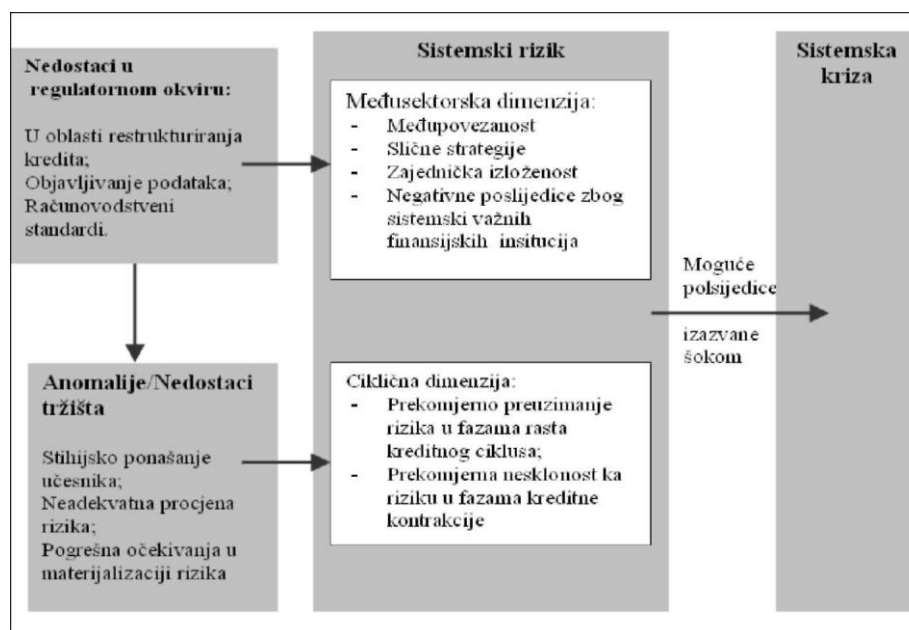 Nedostaci u
regulatornom okviru:
U oblasti restrukturiranja
kredita;
Objavljivanje podataka;
Računovodstveni
standardi.
Anomalije/Nedostaci
tržišta
Stihijsko ponašanje
učesnika;
Neadekvatna procjena
rizika;
Pogrešna očekivanja u
materijalizaciji rizika
Sistemski rizik
Međusektorska dimenzija:
- Međupovezanost
- Slične strategije
- Zajednička izloženost
- Negativne poslijedice zbog
sistemski važnih
finansijskih insitucija
Ciklična dimenzija:
- Prekomjerno preuzimanje
rizika u fazama rasta
kreditnog ciklusa;
- Prekomjerna nesklonost ka
riziku u fazama kreditne
kontrakcije
Moguće
polsijedice
izazvane
šokom
Sistemska
kriza